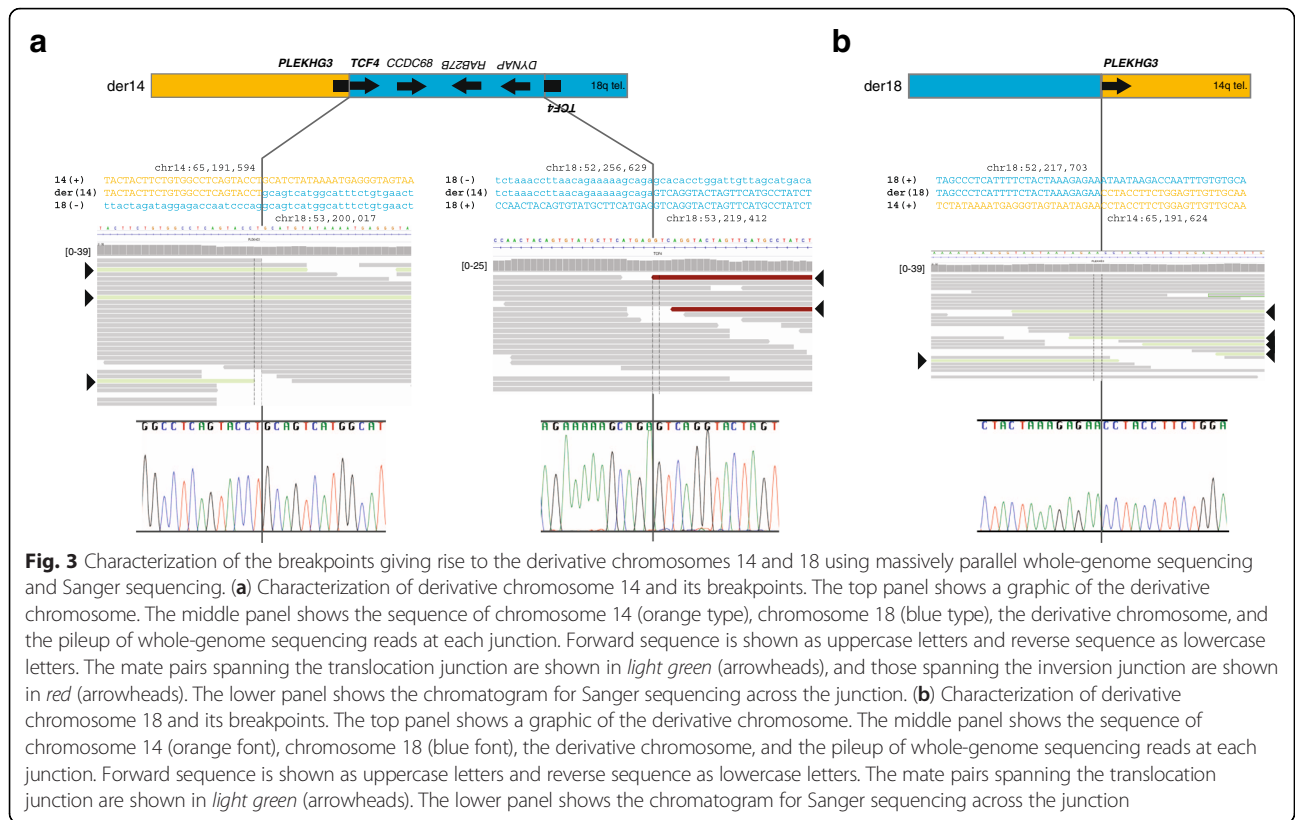 a
b
PLEKHG3 TCF4 CCDC68 RAB27B DYNAP
der14
18q tel.
TCF4
PLEKHG3
der18
14q tel.
chr14:65,191,594
14(+) TACTACTTCTGTGGCCTCAGTACCTGCATCTATAAAATGAGGGTAGTAA
der(14) TACTACTTCTGTGGCCTCAGTACCTgcagtcatggcatttctgtgaact
18(-) ttactagataggagaccaatcccaggcagtcatggcatttctgtgaact
chr18:53,200,017
chr18:52,256,629
18(-) tctaaaccttaacagaaaaagcagagcacacctggattgttagcatgaca
der(14) tctaaaccttaacagaaaaagcagaGTCAGGTACTAGTTCATGCCTATCT
18(+) CCAACTACAGTGTATGCTTCATGAGGTCAGGTACTAGTTCATGCCTATCT
chr18:53,219,412
chr18:52,217,703
18(+) TAGCCCTCATTTTCTACTAAAGAGAAATAATAAGACCAATTTGTGTGCA
der(18) TAGCCCTCATTTTCTACTAAAGAGAACCTACCTTCTGGAGTTGTTGCAA
14(+) TCTATAAAATGAGGGTAGTAATAGAACCTACCTTCTGGAGTTGTTGCAA
chr14:65,191,624
[0-39]
CCAACTACAGTGTATGCTTCATGAGGTCAGGTACTAGTTCATGCCTATCT
[0-25]
[0-39]
GGCCTCAGTACCTGCAGTCATGGCAT
AGAAAAAGCAGAGTCAGGTACTAGT
CTACTAAAGAGAACCTACCTTCTGGA
Fig. 3 Characterization of the breakpoints giving rise to the derivative chromosomes 14 and 18 using massively parallel whole-genome sequencing
and Sanger sequencing. (a) Characterization of derivative chromosome 14 and its breakpoints. The top panel shows a graphic of the derivative
chromosome. The middle panel shows the sequence of chromosome 14 (orange type), chromosome 18 (blue type), the derivative chromosome, and
the pileup of whole-genome sequencing reads at each junction. Forward sequence is shown as uppercase letters and reverse sequence as lowercase
letters. The mate pairs spanning the translocation junction are shown in light green (arrowheads), and those spanning the inversion junction are shown
in red (arrowheads). The lower panel shows the chromatogram for Sanger sequencing across the junction. (b) Characterization of derivative
chromosome 18 and its breakpoints. The top panel shows a graphic of the derivative chromosome. The middle panel shows the sequence of
chromosome 14 (orange font), chromosome 18 (blue font), the derivative chromosome, and the pileup of whole-genome sequencing reads at each
junction. Forward sequence is shown as uppercase letters and reverse sequence as lowercase letters. The mate pairs spanning the translocation
junction are shown in light green (arrowheads). The lower panel shows the chromatogram for Sanger sequencing across the junction